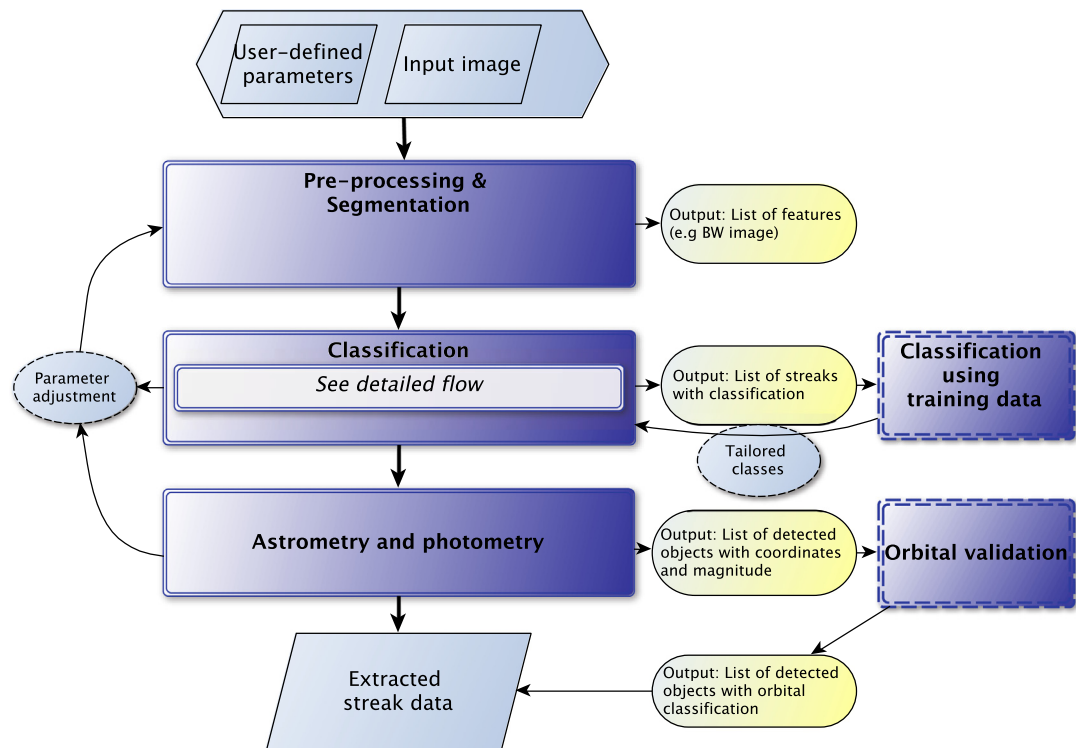 User-defined
parameters
Input image
Pre-processing &
Segmentation
Output: List of features
(e.g BW image)
Classification
See detailed flow
Parameter
adjustment
Output: List of streaks
with classification
Classification
using
training data
Tailored
classes
Astrometry and photometry
Output: List of detected
objects with coordinates
and magnitude
Orbital validation
Extracted
streak data
Output: List of detected
objects with orbital
classification